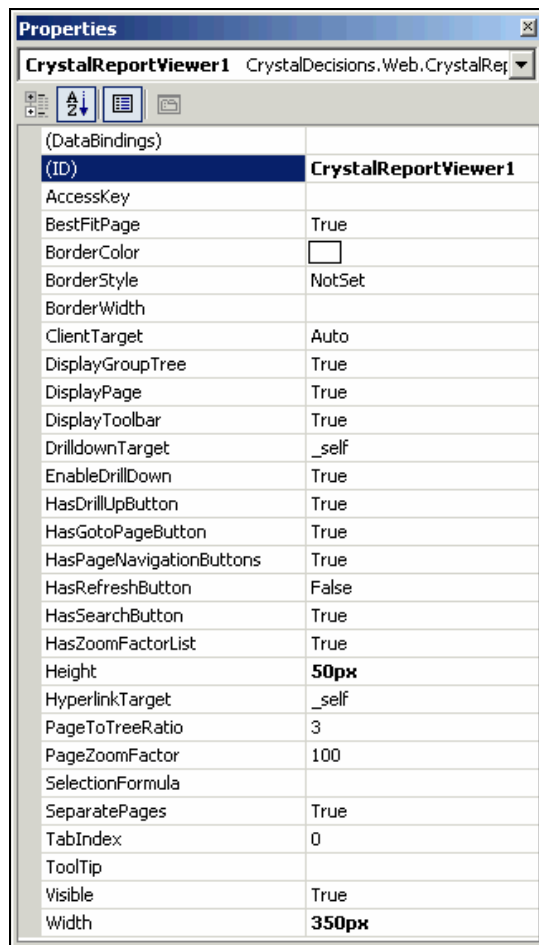 Properties
CrystalReportViewer1 CrystalDecisions.Web.CrystalRep
(DataBindings)
(ID) CrystalReportViewer1
AccessKey
BestFitPage True
BorderColor
BorderStyle NotSet
BorderWidth
ClientTarget Auto
DisplayGroupTree True
DisplayPage True
DisplayToolbar True
DrilldownTarget _self
EnableDrillDown True
HasDrillUpButton True
HasGotoPageButton True
HasPageNavigationButtons True
HasRefreshButton False
HasSearchButton True
HasZoomFactorList True
Height 50px
HyperlinkTarget _self
PageToTreeRatio 3
PageZoomFactor 100
SelectionFormula
SeparatePages True
TabIndex 0
ToolTip
Visible True
Width 350px